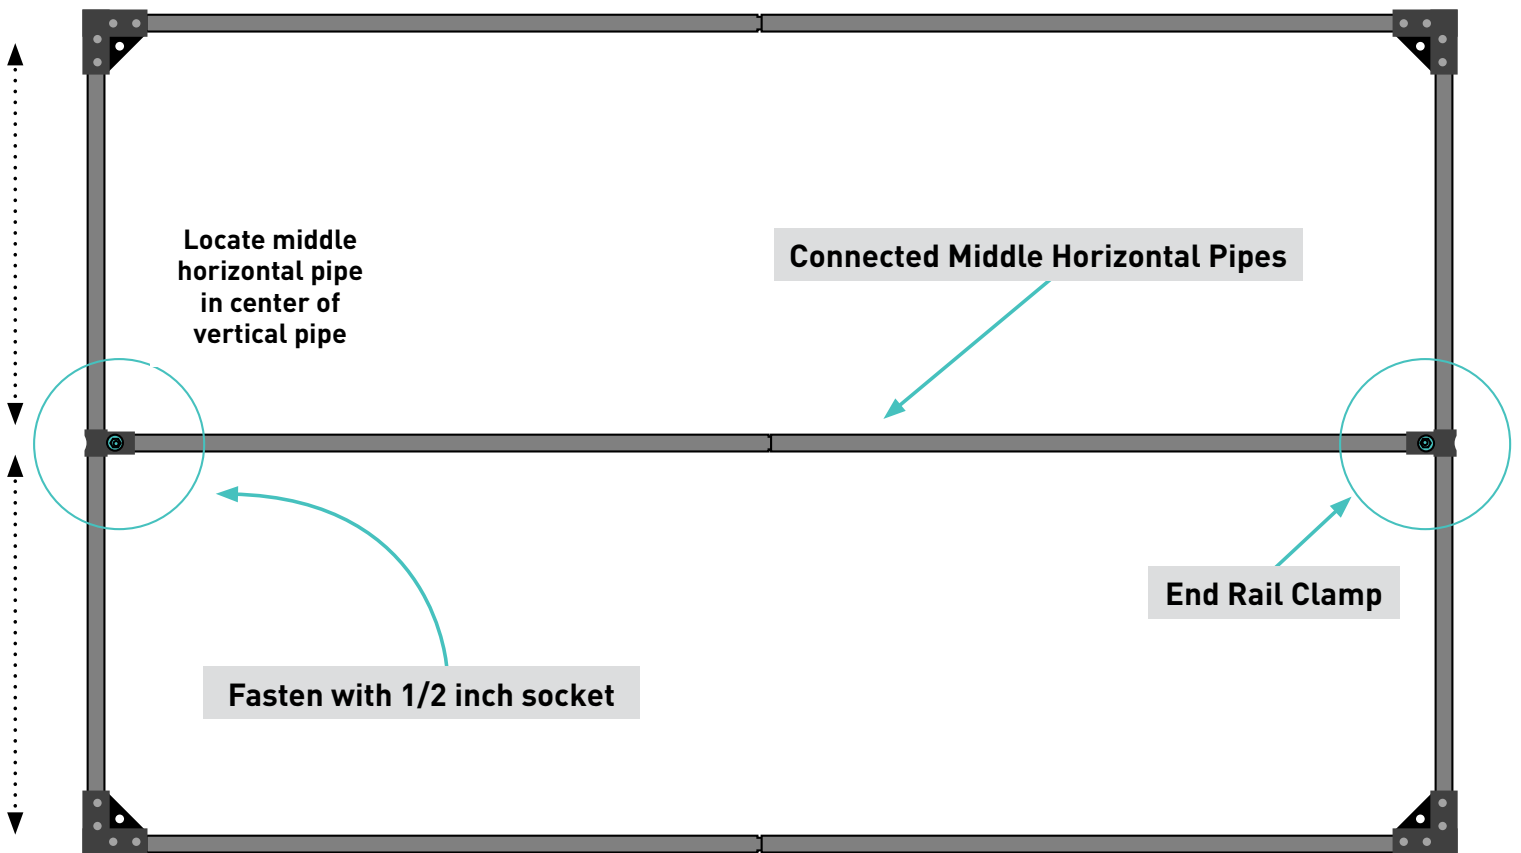 Locate middle
horizontal pipe
in center of
vertical pipe
Connected Middle Horizontal Pipes
End Rail Clamp
Fasten with 1/2 inch socket